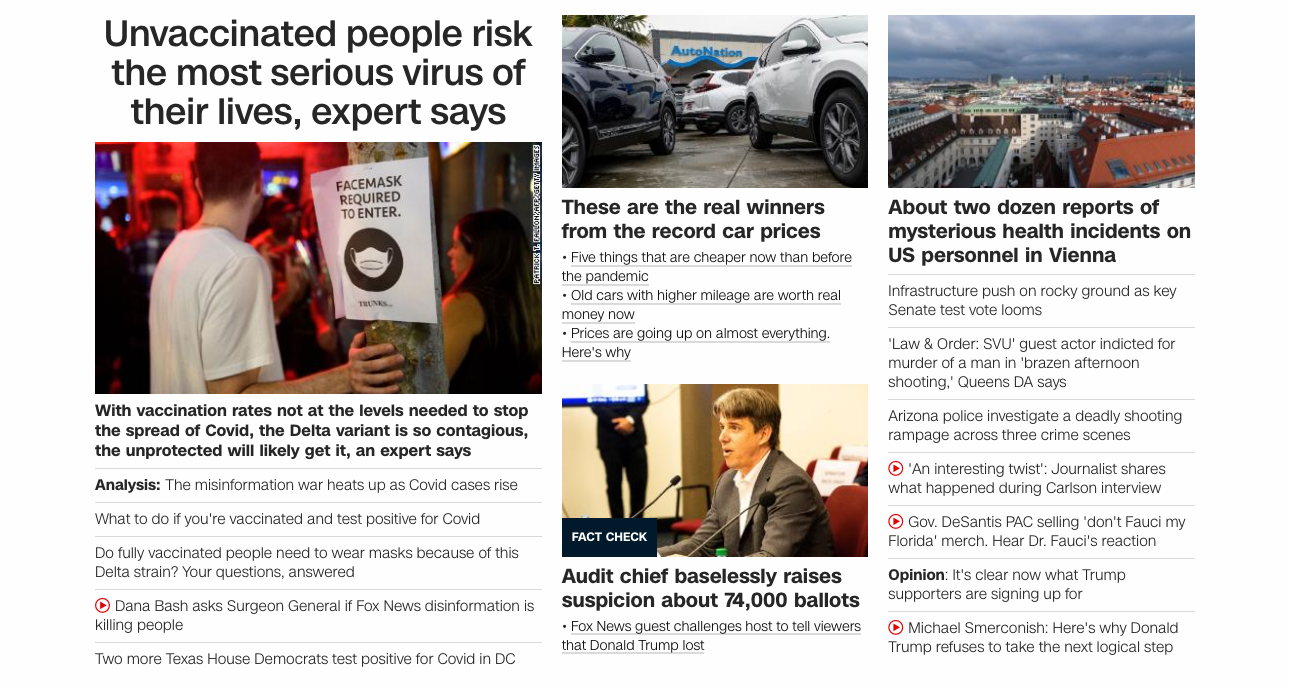 Unvaccinated people risk
the most serious virus of
their lives, expert says
FACEMASK
REQUIRED
TO ENTER.
TRUNKS
PATRICK T. FALLON/AFP/GETTY IMAGES
With vaccination rates not at the levels needed to stop
the spread of Covid, the Delta variant is so contagious,
the unprotected will likely get it, an expert says
Analysis: The misinformation war heats up as Covid cases rise
What to do if you're vaccinated and test positive for Covid
Do fully vaccinated people need to wear masks because of this
Delta strain? Your questions, answered
Dana Bash asks Surgeon General if Fox News disinformation is
killing people
Two more Texas House Democrats test positive for Covid in DC
AutoNation
These are the real winners
from the record car prices
• Five things that are cheaper now than before
the pandemic
• Old cars with higher mileage are worth real
money now
• Prices are going up on almost everything.
Here's why
FACT CHECK
Audit chief baselessly raises
suspicion about 74,000 ballots
• Fox News guest challenges host to tell viewers
that Donald Trump lost
About two dozen reports of
mysterious health incidents on
US personnel in Vienna
Infrastructure push on rocky ground as key
Senate test vote looms
'Law & Order: SVU' guest actor indicted for
murder of a man in 'brazen afternoon
shooting,' Queens DA says
Arizona police investigate a deadly shooting
rampage across three crime scenes
'An interesting twist': Journalist shares
what happened during Carlson interview
Gov. DeSantis PAC selling 'don't Fauci my
Florida' merch. Hear Dr. Fauci's reaction
Opinion: It's clear now what Trump
supporters are signing up for
Michael Smerconish: Here's why Donald
Trump refuses to take the next logical step